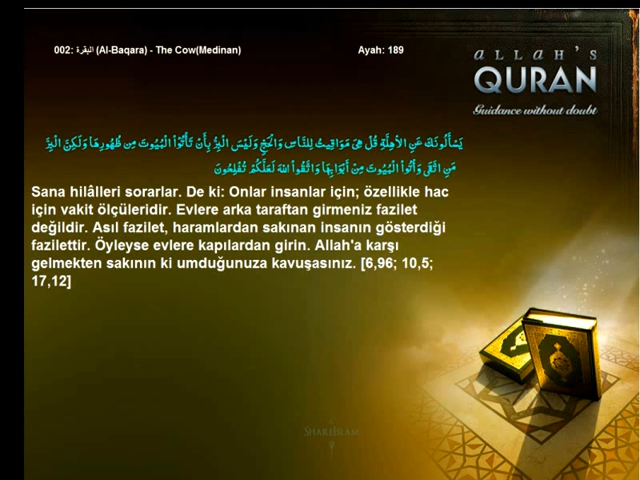 002: البقرة (Al-Baqara) - The Cow(Medinan) Ayah: 189
ALLAH'S
QURAN
Guidance without doubt
يَسْأَلُونَكَ عَنِ الأهِلَّةِ قُلْ هِيَ مَوَاقِيتُ لِلنَّاسِ وَالْحَجِّ وَلَيْسَ الْبِرُّ بِأَنْ تَأْتُوْاْ الْبُيُوتَ مِن ظُهُورِهَا وَلَـكِنَّ الْبِرَّ
مَنِ اتَّقَى وَأْتُواْ الْبُيُوتَ مِنْ أَبْوَابِهَا وَاتَّقُواْ اللّهَ لَعَلَّكُمْ تُفْلِحُونَ
Sana hilâlleri sorarlar. De ki: Onlar insanlar için; özellikle hac
için vakit ölçüleridir. Evlere arka taraftan girmeniz fazilet
değildir. Asıl fazilet, haramlardan sakınan insanın gösterdiği
fazilettir. Öyleyse evlere kapılardan girin. Allah'a karşı
gelmekten sakının ki umduğunuza kavuşasınız. [6,96; 10,5;
17,12]
SHAREISLAM